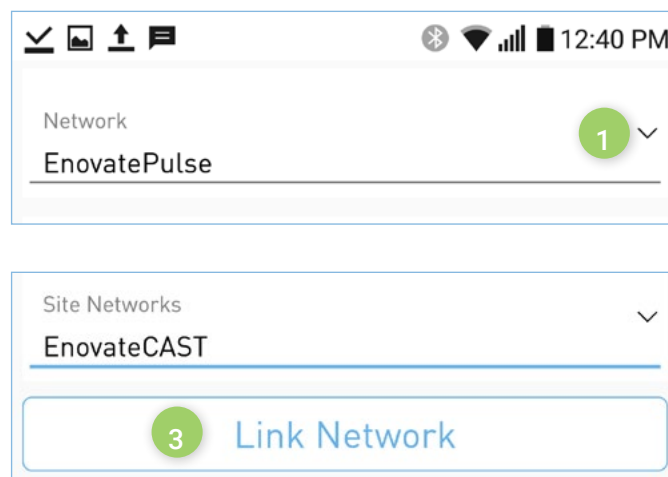 12:40 PM
Network
1
EnovatePulse
Site Networks
EnovateCAST
3
Link Network